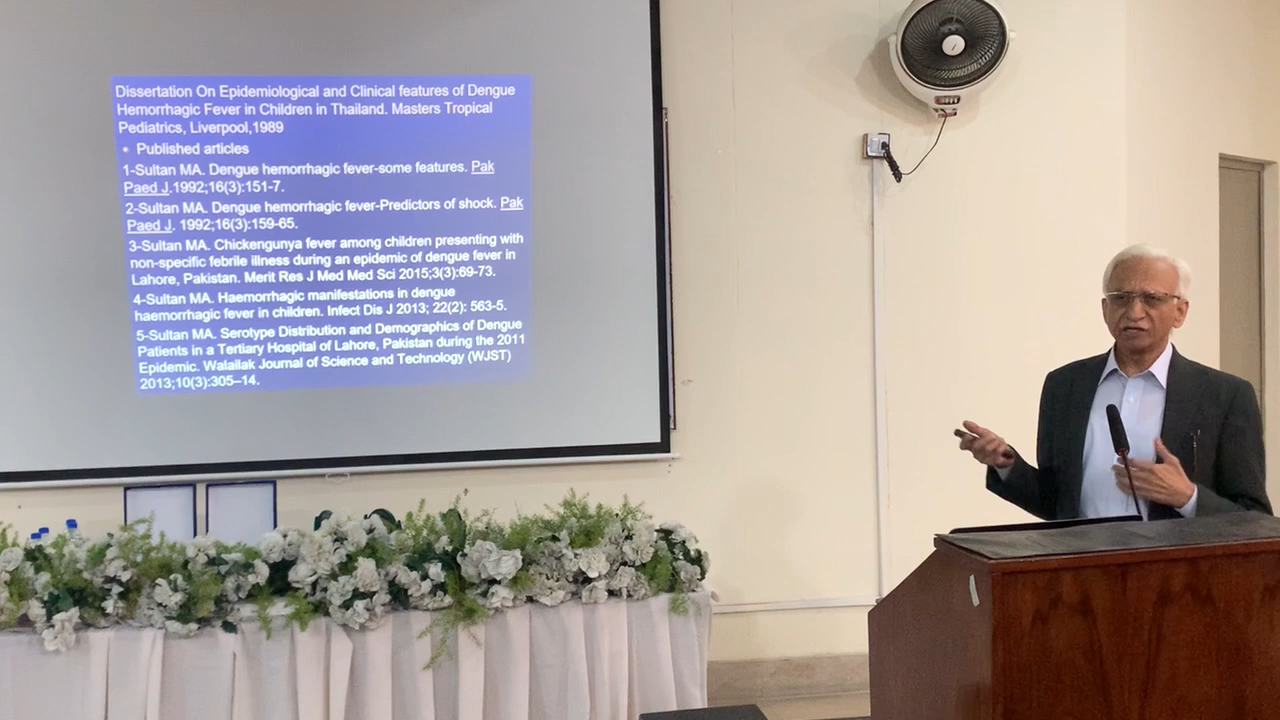 Dissertation On Epidemiological and Clinical features of Dengue
Hemorrhagic Fever in Children in Thailand. Masters Tropical
Pediatrics, Liverpool,1989
• Published articles
1-Sultan MA. Dengue hemorrhagic fever-some features. Pak
Paed J.1992;16(3):151-7.
2-Sultan MA. Dengue hemorrhagic fever-Predictors of shock. Pak
Paed J. 1992;16(3):159-65.
3-Sultan MA. Chickengunya fever among children presenting with
non-specific febrile illness during an epidemic of dengue fever in
Lahore, Pakistan. Merit Res J Med Med Sci 2015;3(3):69-73.
4-Sultan MA. Haemorrhagic manifestations in dengue
haemorrhagic fever in children. Infect Dis J 2013; 22(2): 563-5.
5-Sultan MA. Serotype Distribution and Demographics of Dengue
Patients in a Tertiary Hospital of Lahore, Pakistan during the 2011
Epidemic. Walallak Journal of Science and Technology (WJST)
2013;10(3):305–14.